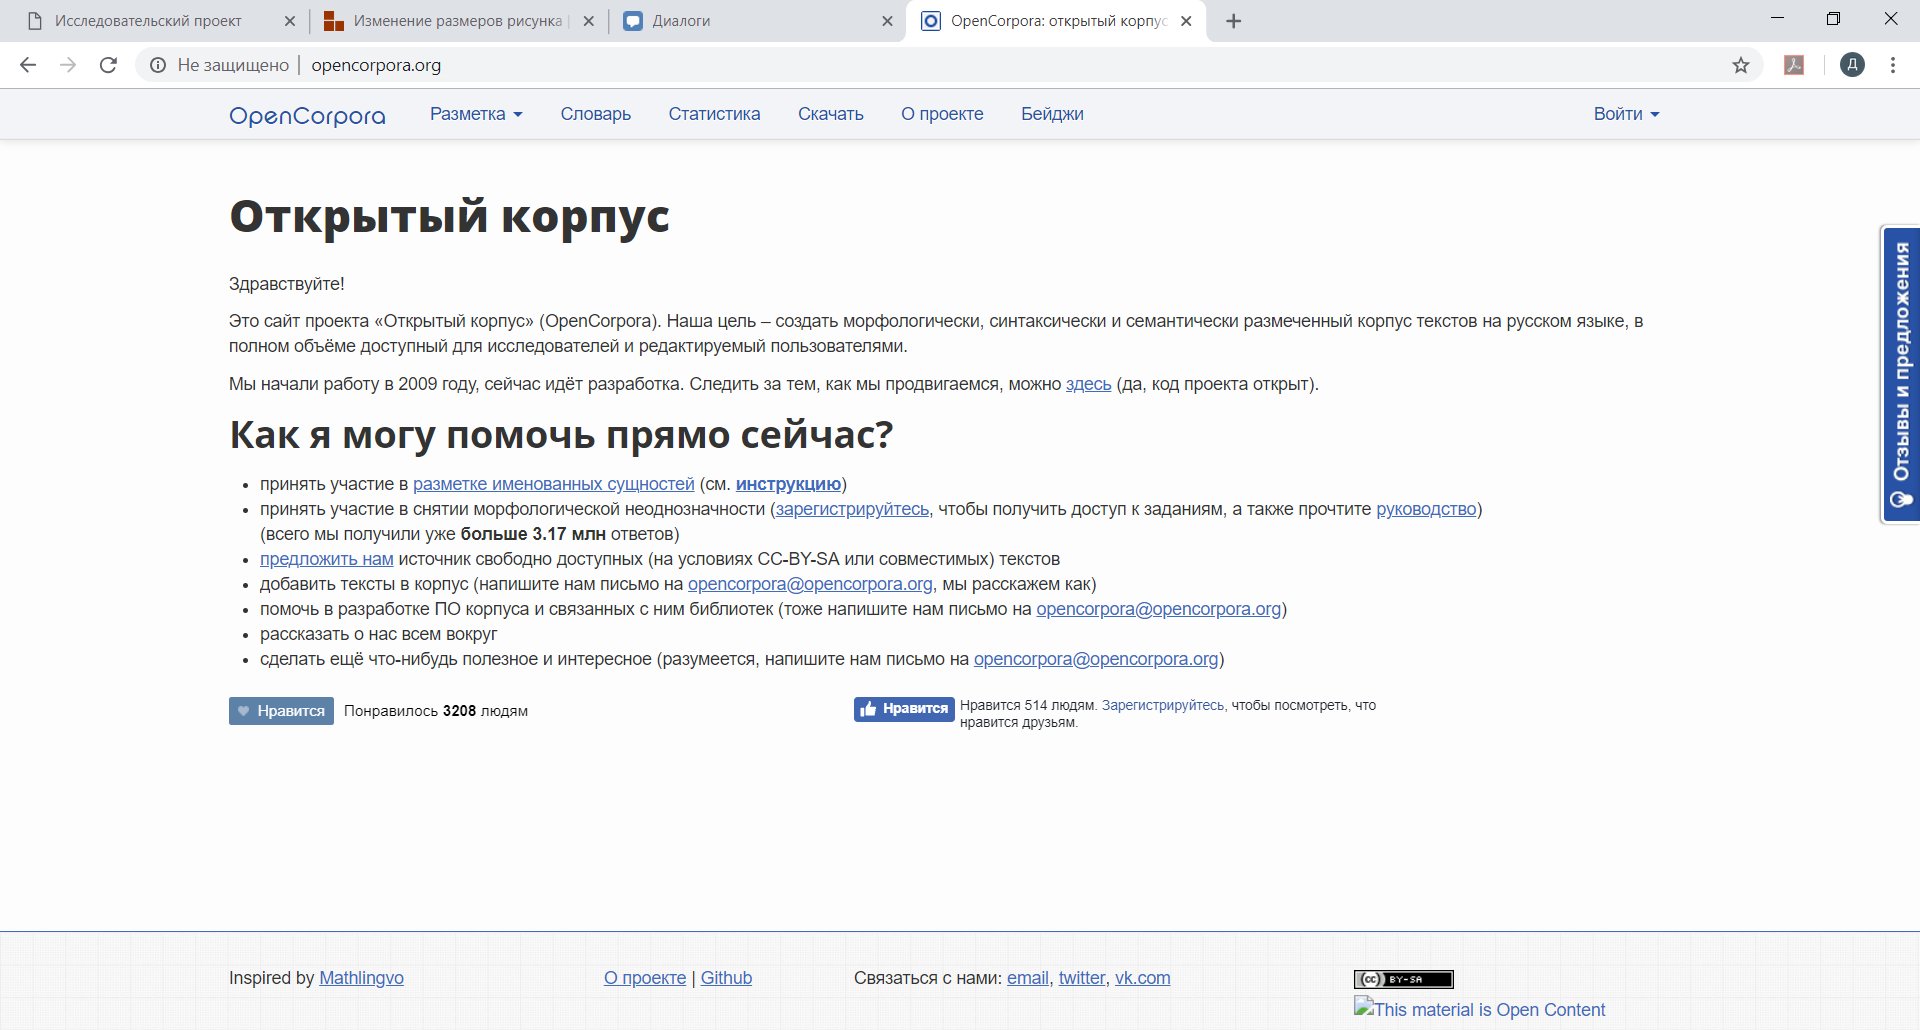 Исследовательский проект
Изменение размеров рисунка
Диалоги
OpenCorpora: открытый корпус
Не защищено | opencorpora.org
Д
OpenCorpora Разметка Словарь Статистика Скачать О проекте Бейджи Войти
Открытый корпус
Здравствуйте!
Это сайт проекта «Открытый корпус» (OpenCorpora). Наша цель – создать морфологически, синтаксически и семантически размеченный корпус текстов на русском языке, в
полном объёме доступный для исследователей и редактируемый пользователями.
Мы начали работу в 2009 году, сейчас идёт разработка. Следить за тем, как мы продвигаемся, можно здесь (да, код проекта открыт).
Как я могу помочь прямо сейчас?
• принять участие в разметке именованных сущностей (см. инструкцию)
• принять участие в снятии морфологической неоднозначности (зарегистрируйтесь, чтобы получить доступ к заданиям, а также прочтите руководство)
(всего мы получили уже больше 3.17 млн ответов)
• предложить нам источник свободно доступных (на условиях CC-BY-SA или совместимых) текстов
• добавить тексты в корпус (напишите нам письмо на opencorpora@opencorpora.org, мы расскажем как)
• помочь в разработке ПО корпуса и связанных с ним библиотек (тоже напишите нам письмо на opencorpora@opencorpora.org)
• рассказать о нас всем вокруг
• сделать ещё что-нибудь полезное и интересное (разумеется, напишите нам письмо на opencorpora@opencorpora.org)
Нравится Понравилось 3208 людям
Нравится Нравится 514 людям. Зарегистрируйтесь, чтобы посмотреть, что
нравится друзьям.
Отзывы и предложения
Inspired by Mathlingvo
О проекте | Github
Связаться с нами: email, twitter, vk.com
cc BY-SA
This material is Open Content